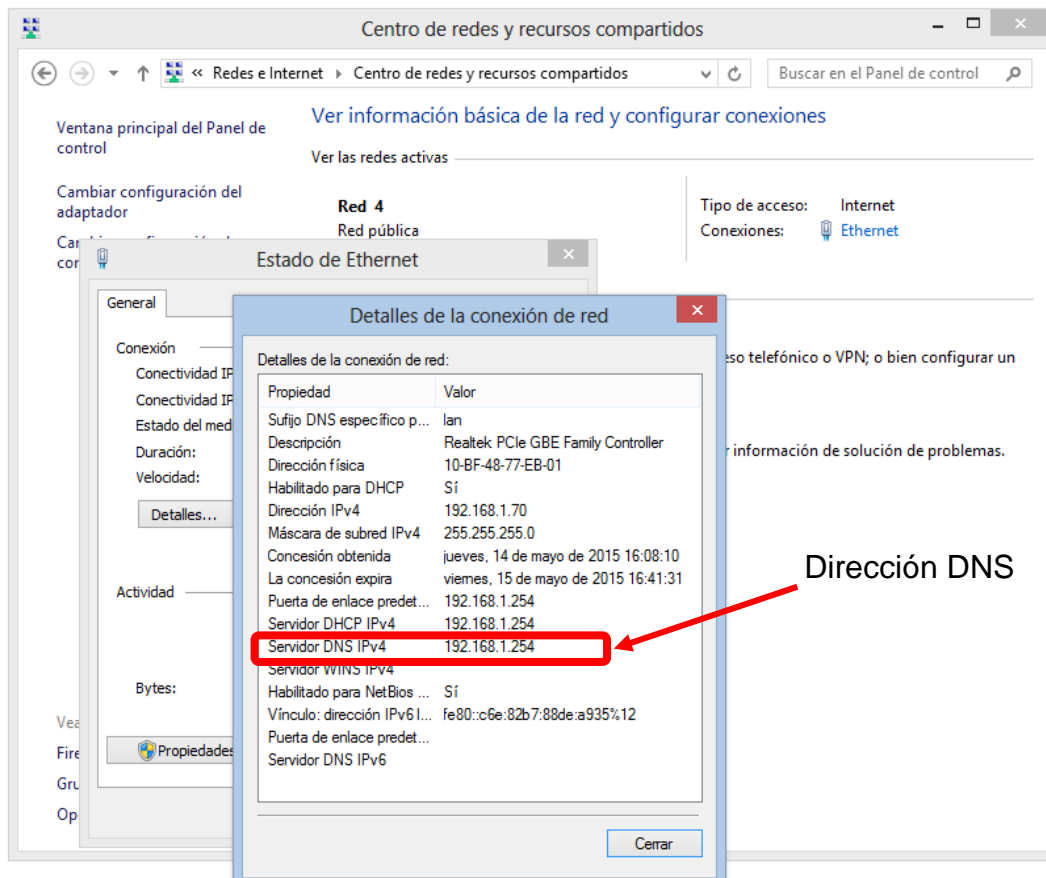 Centro de redes y recursos compartidos
« Redes e Internet Centro de redes y recursos compartidos
Buscar en el Panel de control
Ventana principal del Panel de
control
Cambiar configuración del
adaptador
Ver información básica de la red y configurar conexiones
Ver las redes activas
Red 4
Red pública
Tipo de acceso: Internet
Conexiones: Ethernet
Estado de Ethernet
General
Conexión
Conectividad IP
Conectividad IP
Estado del med
Duración:
Velocidad:
Detalles...
Actividad
Bytes:
Propiedades
Detalles de la conexión de red
Detalles de la conexión de red:
Propiedad Valor
Sufijo DNS específico p... lan
Descripción Realtek PCIe GBE Family Controller
Dirección física 10-BF-48-77-EB-01
Habilitado para DHCP Sí
Dirección IPv4 192.168.1.70
Máscara de subred IPv4 255.255.255.0
Concesión obtenida jueves, 14 de mayo de 2015 16:08:10
La concesión expira viernes, 15 de mayo de 2015 16:41:31
Puerta de enlace predet... 192.168.1.254
Servidor DHCP IPv4 192.168.1.254
Servidor DNS IPv4 192.168.1.254
Servidor WINS IPv4
Habilitado para NetBios ... Sí
Vínculo: dirección IPv6 l... fe80::c6e:82b7:88de:a935%12
Puerta de enlace predet...
Servidor DNS IPv6
Cerrar
eso telefónico o VPN; o bien configurar un
r información de solución de problemas.
Dirección DNS
Vea
Fire
Gru
Op